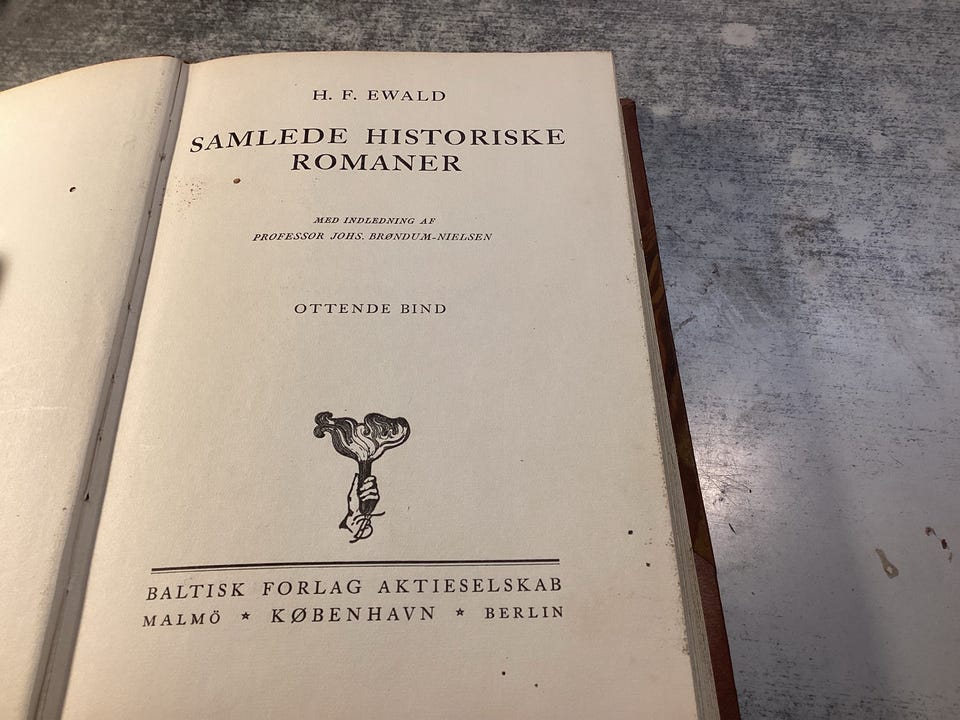 H. F. EWALD
SAMLEDE HISTORISKE
ROMANER
MED INDLEDNING AF
PROFESSOR JOHS. BRØNDUM-NIELSEN
OTTENDE BIND
BALTISK FORLAG AKTIESELSKAB
MALMÖ * KØBENHAVN * BERLIN